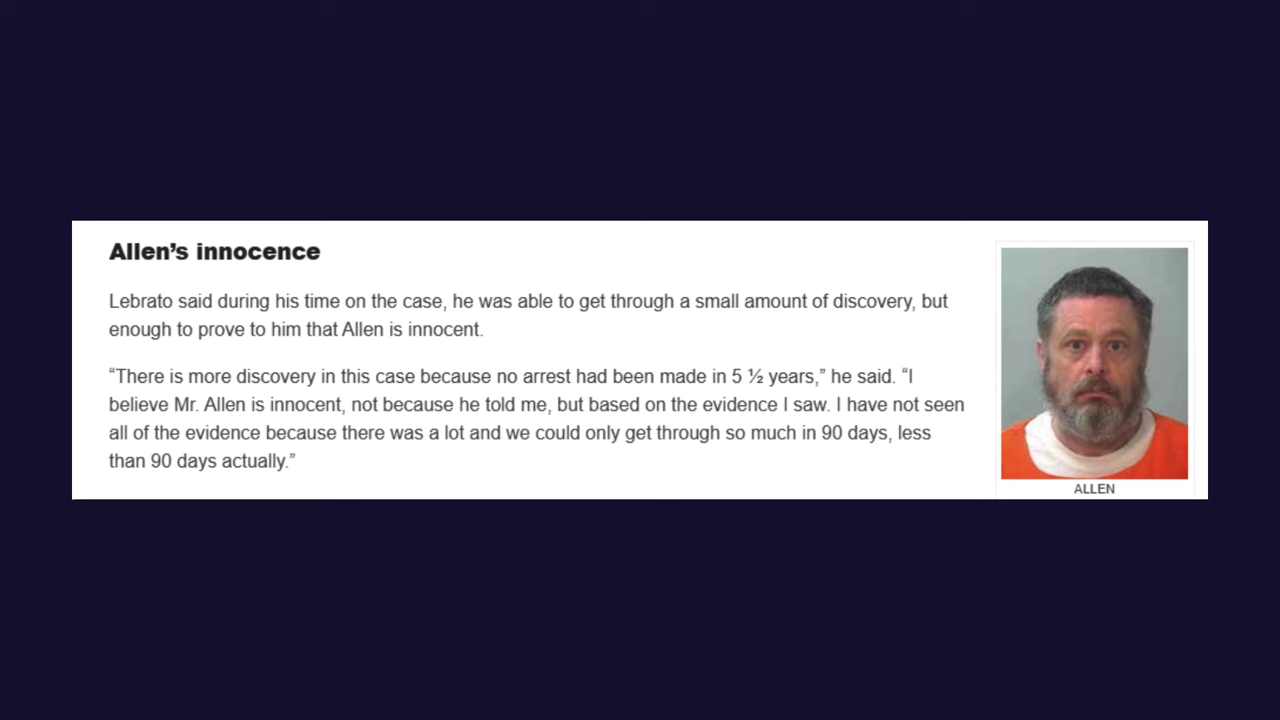 Allen’s innocence
Lebrato said during his time on the case, he was able to get through a small amount of discovery, but
enough to prove to him that Allen is innocent.
“There is more discovery in this case because no arrest had been made in 5 ½ years,” he said. “I
believe Mr. Allen is innocent, not because he told me, but based on the evidence I saw. I have not seen
all of the evidence because there was a lot and we could only get through so much in 90 days, less
than 90 days actually.”
ALLEN